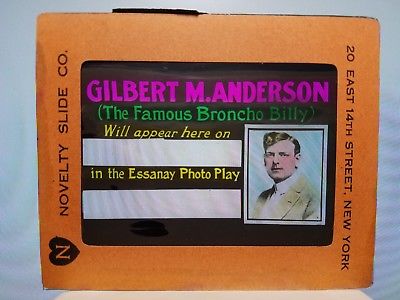 GILBERT M. ANDERSON
(The Famous Broncho Billy)
Will appear here on
in the Essanay Photo Play
NOVELTY SLIDE CO.
N
20 EAST 14TH STREET, NEW YORK